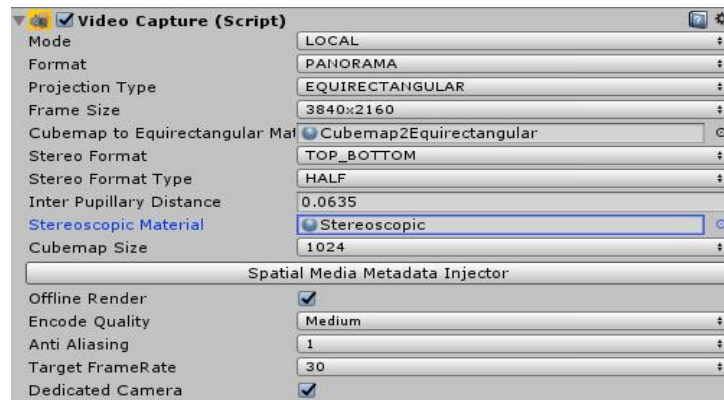 Video Capture (Script)
Mode LOCAL
Format PANORAMA
Projection Type EQUIRECTANGULAR
Frame Size 3840x2160
Cubemap to Equirectangular Mat Cubemap2Equirectangular
Stereo Format TOP_BOTTOM
Stereo Format Type HALF
Inter Pupillary Distance 0.0635
Stereoscopic Material Stereoscopic
Cubemap Size 1024
Spatial Media Metadata Injector
Offline Render
Encode Quality Medium
Anti Aliasing 1
Target FrameRate 30
Dedicated Camera